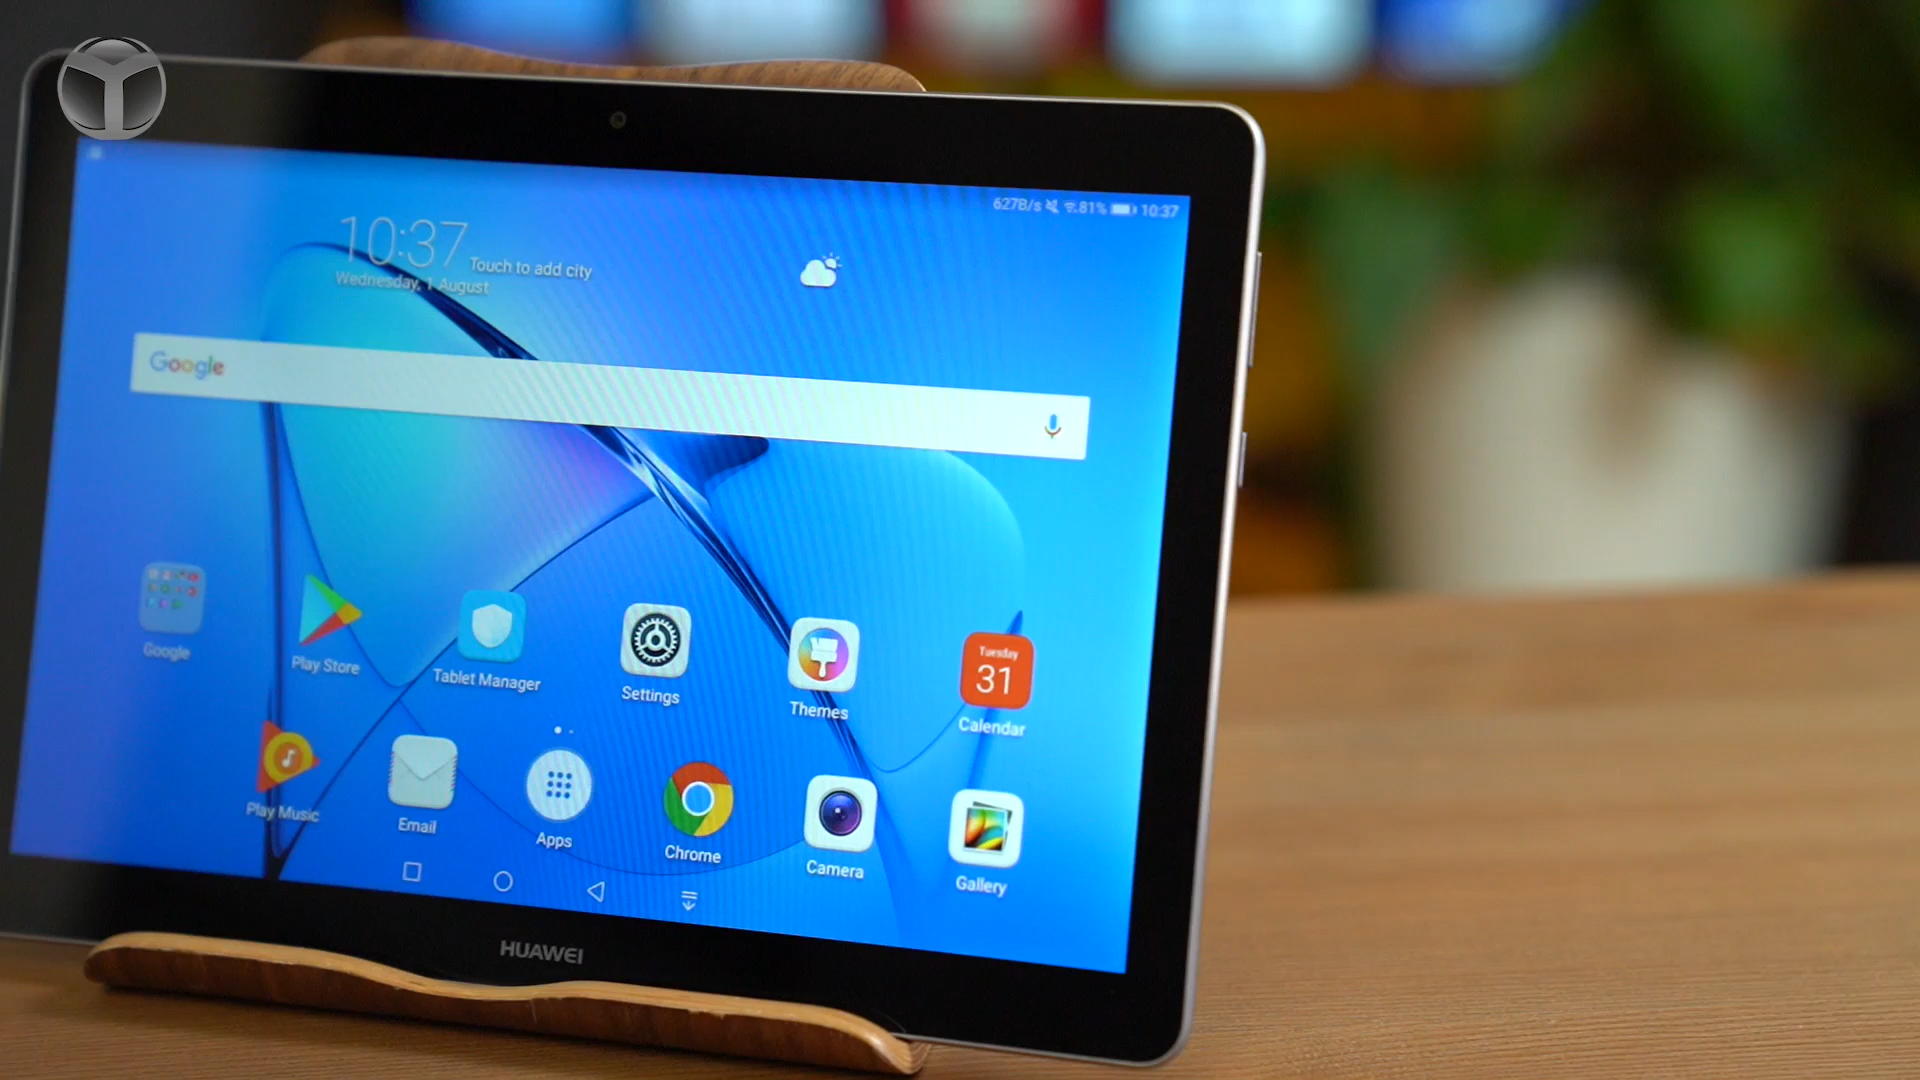 627B/s 81% 10:37
10:37
Touch to add city
Wednesday, 1 August
Google
Google
Play Store
Tablet Manager
Settings
Themes
Tuesday
31
Calendar
Play Music
Email
Apps
Chrome
Camera
Gallery
HUAWEI